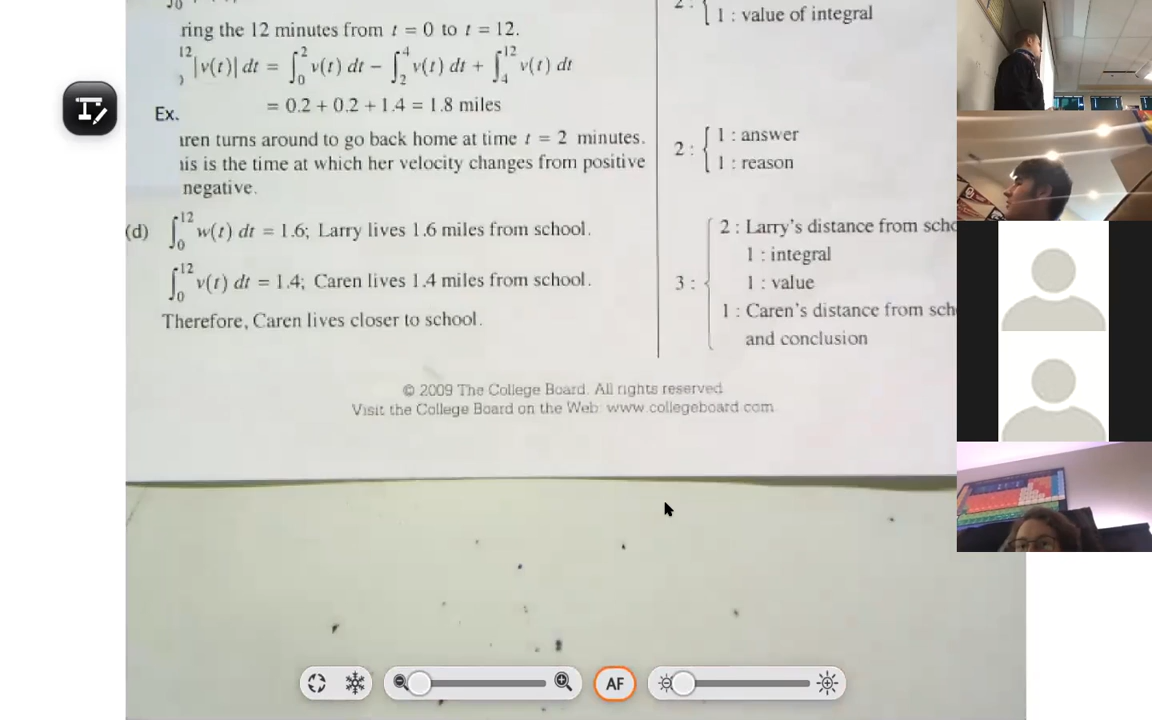 ring the 12 minutes from t = 0 to t = 12.
12 |v(t)| dt = ∫₀² v(t) dt − ∫₂⁴ v(t) dt + ∫₄¹² v(t) dt
= 0.2 + 0.2 + 1.4 = 1.8 miles
Ex.
ren turns around to go back home at time t = 2 minutes.
is is the time at which her velocity changes from positive
negative.
(d) ∫₀¹² w(t) dt = 1.6; Larry lives 1.6 miles from school.
∫₀¹² v(t) dt = 1.4; Caren lives 1.4 miles from school.
Therefore, Caren lives closer to school.
2 : { 1 : value of integral
2 : { 1 : answer
1 : reason
3 : { 2 : Larry's distance from scho
1 : integral
1 : value
1 : Caren's distance from sch
and conclusion
© 2009 The College Board. All rights reserved.
Visit the College Board on the Web: www.collegeboard.com.
AF